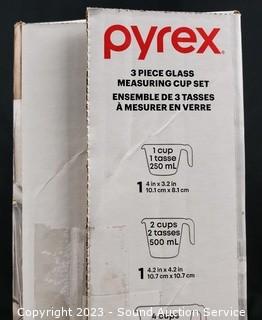 pyrex
3 PIECE GLASS
MEASURING CUP SET
ENSEMBLE DE 3 TASSES
À MESURER EN VERRE
1 cup
1 tasse
250 mL
1 4 in x 3.2 in
10.1 cm x 8.1 cm
2 cups
2 tasses
500 mL
1 4.2 in x 4.2 in
10.7 cm x 10.7 cm
4 cups
Copyright 2023 - Sound Auction Service